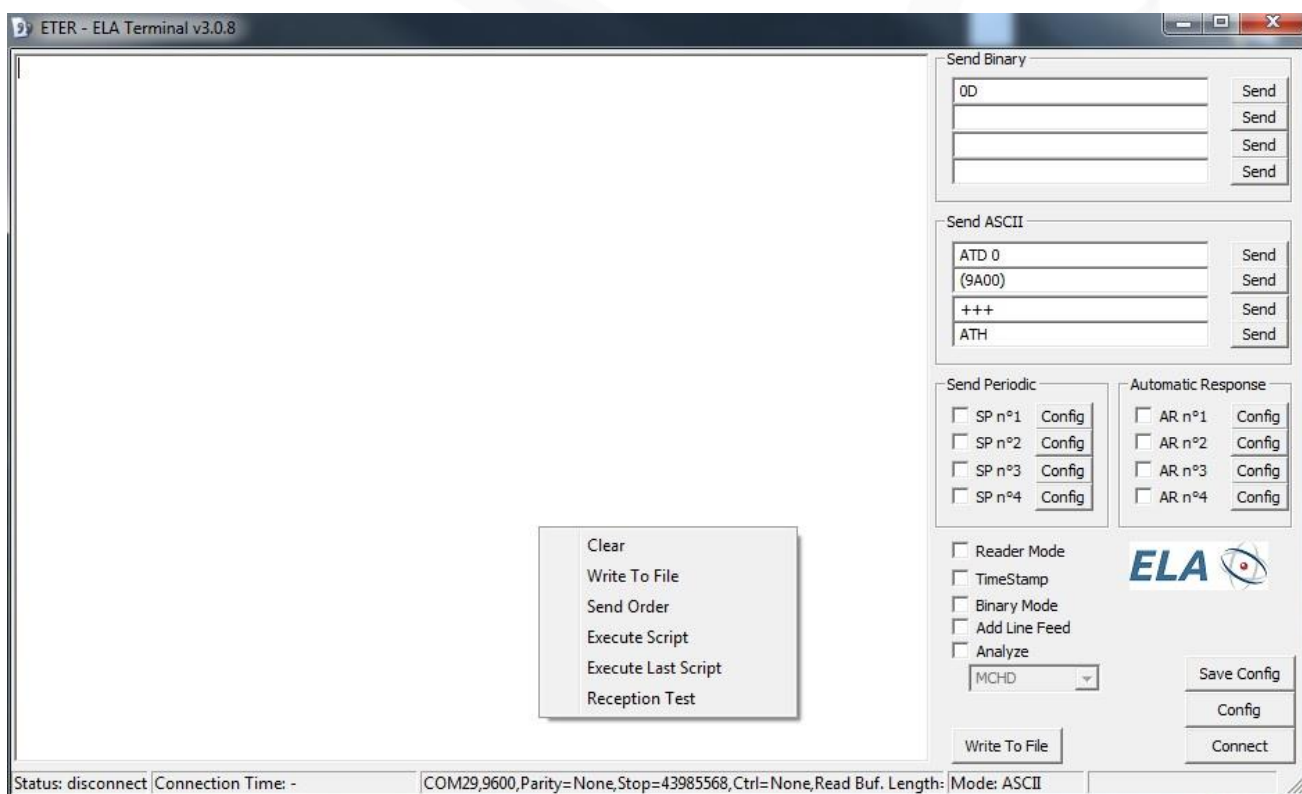 ETER - ELA Terminal v3.0.8
Send Binary
0D
Send
Send
Send
Send
Send ASCII
ATD 0
Send
(9A00)
Send
+++
Send
ATH
Send
Send Periodic
SP n°1 Config
SP n°2 Config
SP n°3 Config
SP n°4 Config
Automatic Response
AR n°1 Config
AR n°2 Config
AR n°3 Config
AR n°4 Config
Clear
Write To File
Send Order
Execute Script
Execute Last Script
Reception Test
Reader Mode
TimeStamp
Binary Mode
Add Line Feed
Analyze
MCHD
ELA
Save Config
Config
Write To File
Connect
Status: disconnect
Connection Time: -
COM29,9600,Parity=None,Stop=43985568,Ctrl=None,Read Buf. Length:
Mode: ASCII